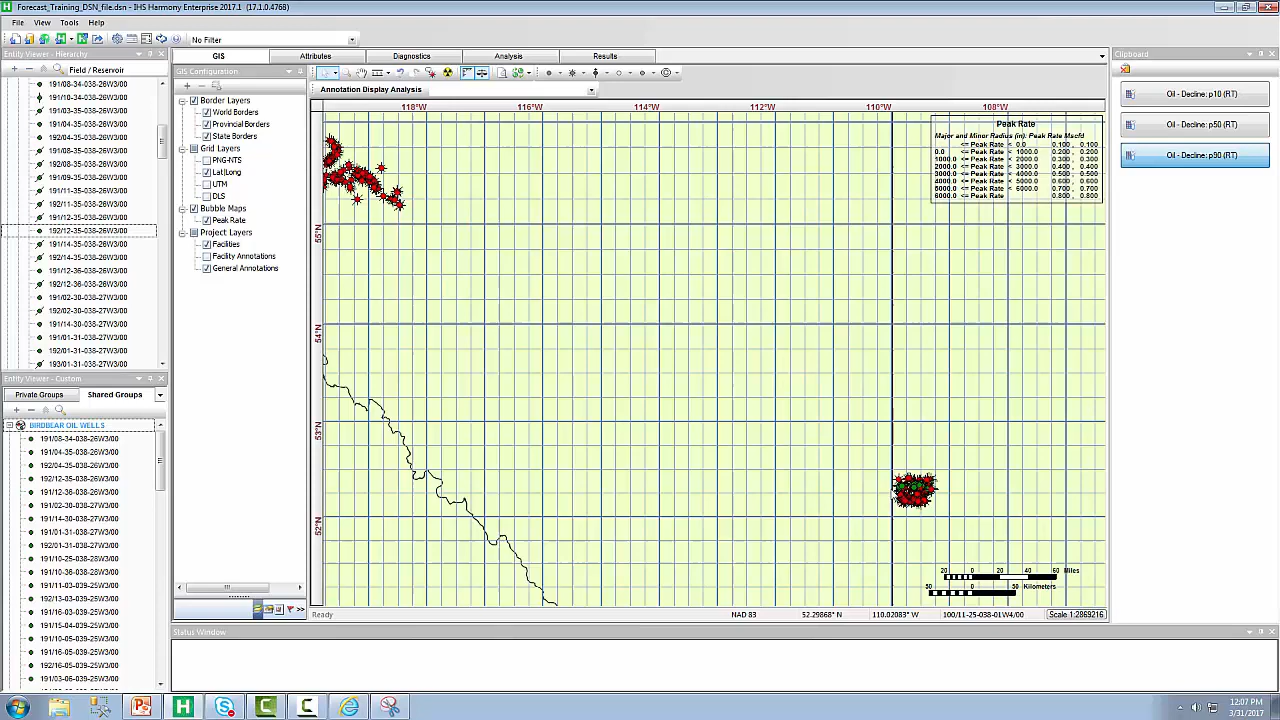 Forecast_Training_DSN_file.dsn - IHS Harmony Enterprise 2017.1 (17.1.0.4768)
File View Tools Help
No Filter
Entity Viewer - Hierarchy
Field / Reservoir
191/08-34-038-26W3/00
191/10-34-038-26W3/00
191/03-35-038-26W3/00
191/04-35-038-26W3/00
192/04-35-038-26W3/00
191/08-35-038-26W3/00
192/08-35-038-26W3/00
191/09-35-038-26W3/00
191/11-35-038-26W3/00
192/11-35-038-26W3/00
191/12-35-038-26W3/00
192/12-35-038-26W3/00
191/14-35-038-26W3/00
192/14-35-038-26W3/00
191/12-36-038-26W3/00
192/12-36-038-26W3/00
191/02-30-038-27W3/00
192/02-30-038-27W3/00
191/14-30-038-27W3/00
191/01-31-038-27W3/00
192/01-31-038-27W3/00
193/01-31-038-27W3/00
Entity Viewer - Custom
Private Groups Shared Groups
BIRDBEAR OIL WELLS
191/08-34-038-26W3/00
191/04-35-038-26W3/00
192/04-35-038-26W3/00
192/12-35-038-26W3/00
191/12-36-038-26W3/00
191/02-30-038-27W3/00
191/14-30-038-27W3/00
191/01-31-038-27W3/00
192/01-31-038-27W3/00
191/10-25-038-28W3/00
191/10-36-038-28W3/00
191/11-03-039-25W3/00
192/13-03-039-25W3/00
191/16-03-039-25W3/00
191/15-04-039-25W3/00
191/10-05-039-25W3/00
191/16-05-039-25W3/00
192/16-05-039-25W3/00
191/03-06-039-25W3/00
GIS Attributes Diagnostics Analysis Results
GIS Configuration
Border Layers
World Borders
Provincial Borders
State Borders
Grid Layers
PNG-NTS
Lat|Long
UTM
DLS
Bubble Maps
Peak Rate
Project Layers
Facilities
Facility Annotations
General Annotations
>>
Annotation Display Analysis
118°W 116°W 114°W 112°W 110°W 108°W
55°N
54°N
53°N
52°N
Peak Rate
Major and Minor Radius (in): Peak Rate Mscfd
<= Peak Rate < 0.0 0.100 , 0.100
0.0 <= Peak Rate < 1000.0 0.200 , 0.200
1000.0 <= Peak Rate < 2000.0 0.300 , 0.300
2000.0 <= Peak Rate < 3000.0 0.400 , 0.400
3000.0 <= Peak Rate < 4000.0 0.500 , 0.500
4000.0 <= Peak Rate < 5000.0 0.600 , 0.600
5000.0 <= Peak Rate < 6000.0 0.700 , 0.700
6000.0 <= Peak Rate 0.800 , 0.800
20 0 20 40 60 Miles
50 0 50 Kilometers
Ready
NAD 83 52.29868° N 110.02083° W 100/11-25-038-01W4/00 Scale 1:2869216
Status Window
Clipboard
Oil - Decline: p10 (RT)
Oil - Decline: p50 (RT)
Oil - Decline: p90 (RT)
12:07 PM
3/31/2017